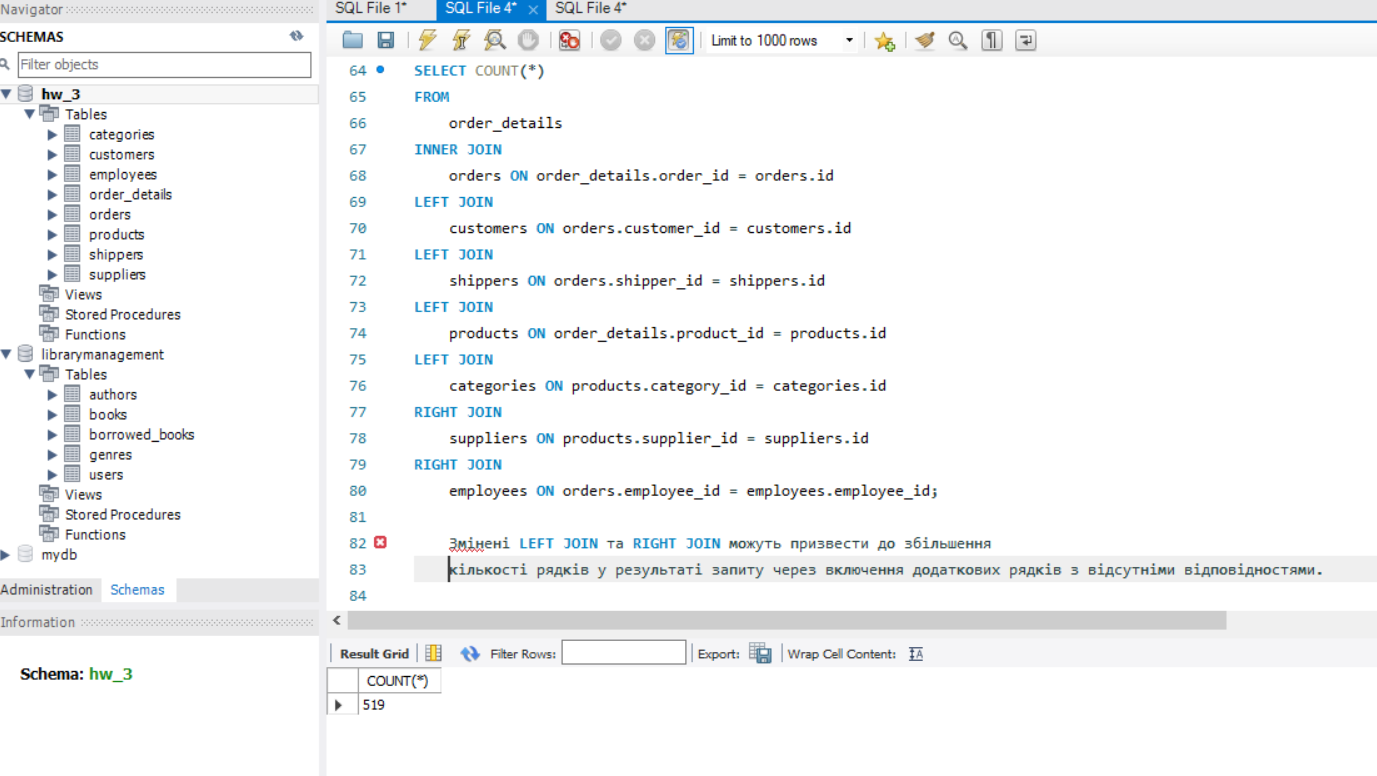 Navigator
SCHEMAS
Filter objects
hw_3
Tables
categories
customers
employees
order_details
orders
products
shippers
suppliers
Views
Stored Procedures
Functions
librarymanagement
Tables
authors
books
borrowed_books
genres
users
Views
Stored Procedures
Functions
mydb
Administration Schemas
Information
Schema: hw_3
SQL File 1* SQL File 4* SQL File 4*
Limit to 1000 rows
64 SELECT COUNT(*)
65 FROM
66 order_details
67 INNER JOIN
68 orders ON order_details.order_id = orders.id
69 LEFT JOIN
70 customers ON orders.customer_id = customers.id
71 LEFT JOIN
72 shippers ON orders.shipper_id = shippers.id
73 LEFT JOIN
74 products ON order_details.product_id = products.id
75 LEFT JOIN
76 categories ON products.category_id = categories.id
77 RIGHT JOIN
78 suppliers ON products.supplier_id = suppliers.id
79 RIGHT JOIN
80 employees ON orders.employee_id = employees.employee_id;
81
82 Змінені LEFT JOIN та RIGHT JOIN можуть призвести до збільшення
83 кількості рядків у результаті запиту через включення додаткових рядків з відсутніми відповідностями.
84
Result Grid Filter Rows: Export: Wrap Cell Content:
COUNT(*)
519